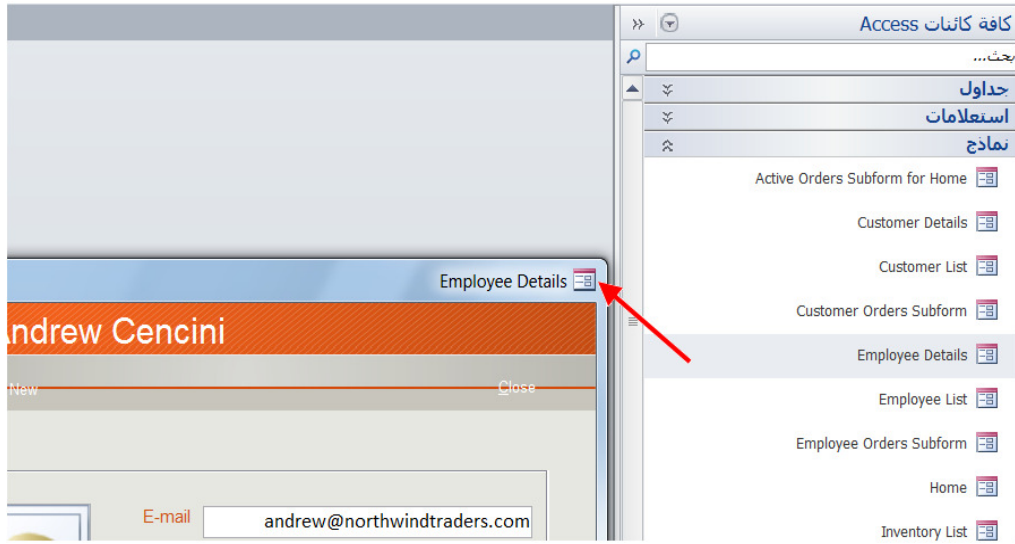 كافة كائنات Access
بحث...
جداول
استعلامات
نماذج
Active Orders Subform for Home
Customer Details
Customer List
Customer Orders Subform
Employee Details
Employee List
Employee Orders Subform
Home
Inventory List
Employee Details
Andrew Cencini
New
Close
E-mail
andrew@northwindtraders.com